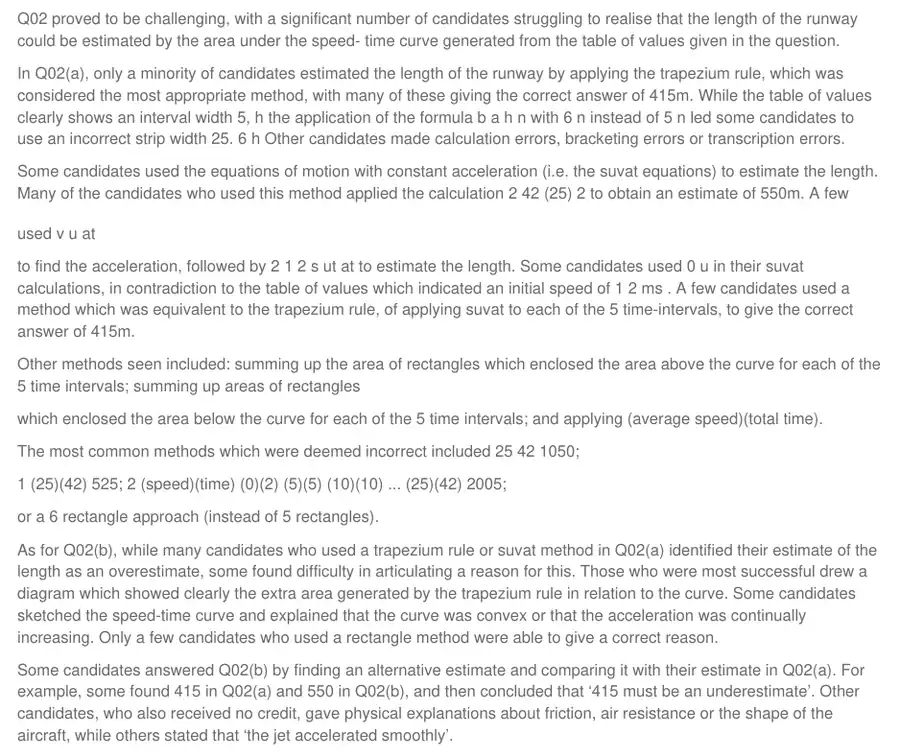 Q02 proved to be challenging, with a significant number of candidates struggling to realise that the length of the runway
could be estimated by the area under the speed- time curve generated from the table of values given in the question.
In Q02(a), only a minority of candidates estimated the length of the runway by applying the trapezium rule, which was
considered the most appropriate method, with many of these giving the correct answer of 415m. While the table of values
clearly shows an interval width 5, h the application of the formula b a h n with 6 n instead of 5 n led some candidates to
use an incorrect strip width 25. 6 h Other candidates made calculation errors, bracketing errors or transcription errors.
Some candidates used the equations of motion with constant acceleration (i.e. the suvat equations) to estimate the length.
Many of the candidates who used this method applied the calculation 2 42 (25) 2 to obtain an estimate of 550m. A few
used v u at
to find the acceleration, followed by 2 1 2 s ut at to estimate the length. Some candidates used 0 u in their suvat
calculations, in contradiction to the table of values which indicated an initial speed of 1 2 ms . A few candidates used a
method which was equivalent to the trapezium rule, of applying suvat to each of the 5 time-intervals, to give the correct
answer of 415m.
Other methods seen included: summing up the area of rectangles which enclosed the area above the curve for each of the
5 time intervals; summing up areas of rectangles
which enclosed the area below the curve for each of the 5 time intervals; and applying (average speed)(total time).
The most common methods which were deemed incorrect included 25 42 1050;
1 (25)(42) 525; 2 (speed)(time) (0)(2) (5)(5) (10)(10) ... (25)(42) 2005;
or a 6 rectangle approach (instead of 5 rectangles).
As for Q02(b), while many candidates who used a trapezium rule or suvat method in Q02(a) identified their estimate of the
length as an overestimate, some found difficulty in articulating a reason for this. Those who were most successful drew a
diagram which showed clearly the extra area generated by the trapezium rule in relation to the curve. Some candidates
sketched the speed-time curve and explained that the curve was convex or that the acceleration was continually
increasing. Only a few candidates who used a rectangle method were able to give a correct reason.
Some candidates answered Q02(b) by finding an alternative estimate and comparing it with their estimate in Q02(a). For
example, some found 415 in Q02(a) and 550 in Q02(b), and then concluded that ‘415 must be an underestimate’. Other
candidates, who also received no credit, gave physical explanations about friction, air resistance or the shape of the
aircraft, while others stated that ‘the jet accelerated smoothly’.